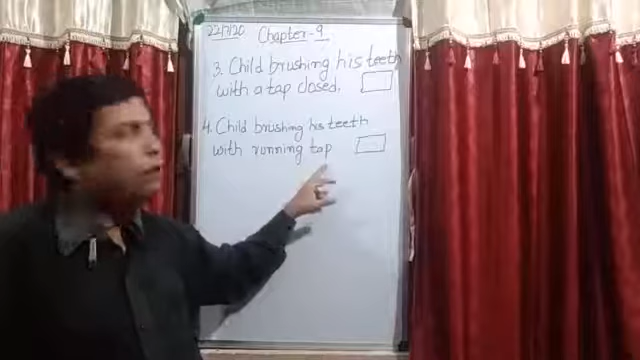 22/7/20 Chapter-9
3. Child brushing his teeth
with a tap closed.
4. Child brushing his teeth
with running tap